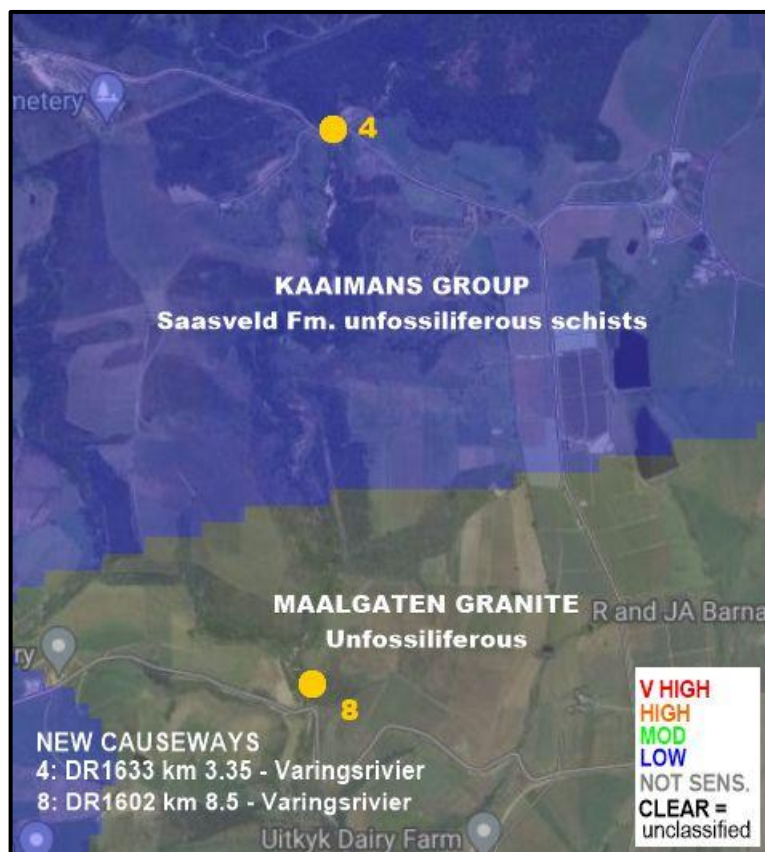 netery
4
KAAIMANS GROUP
Saasveld Fm. unfossiliferous schists
MAALGATEN GRANITE
Unfossiliferous
R and JA Barna
ry
8
NEW CAUSEWAYS
4: DR1633 km 3.35 - Varingsrivier
8: DR1602 km 8.5 - Varingsrivier
Uitkyk Dairy Farm
V HIGH
HIGH
MOD
LOW
NOT SENS.
CLEAR =
unclassified